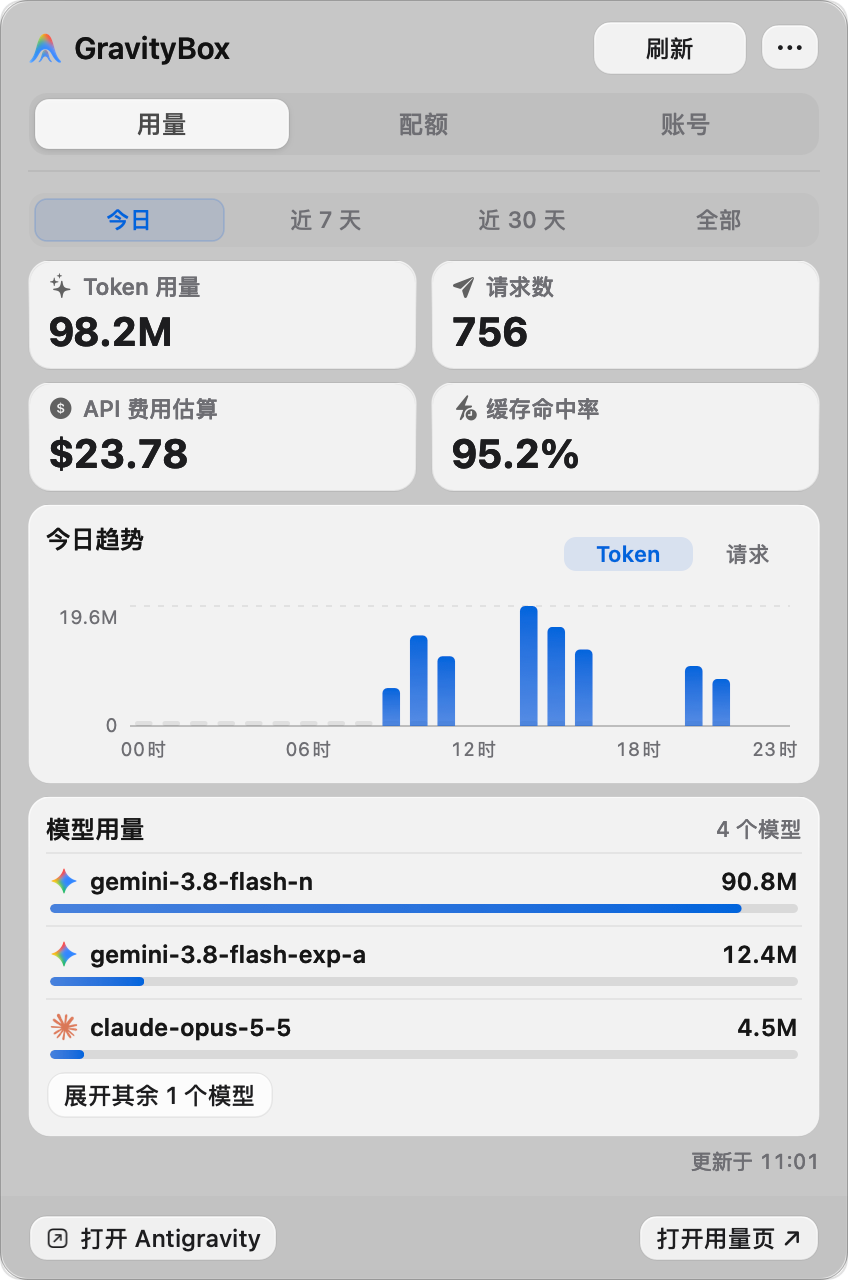 GravityBox
刷新
用量 配额 账号
今日 近 7 天 近 30 天 全部
Token 用量
98.2M
请求数
756
API 费用估算
$23.78
缓存命中率
95.2%
今日趋势
Token 请求
19.6M
0
00时 06时 12时 18时 23时
模型用量 4 个模型
gemini-3.8-flash-n 90.8M
gemini-3.8-flash-exp-a 12.4M
claude-opus-5-5 4.5M
展开其余 1 个模型
更新于 11:01
打开 Antigravity 打开用量页